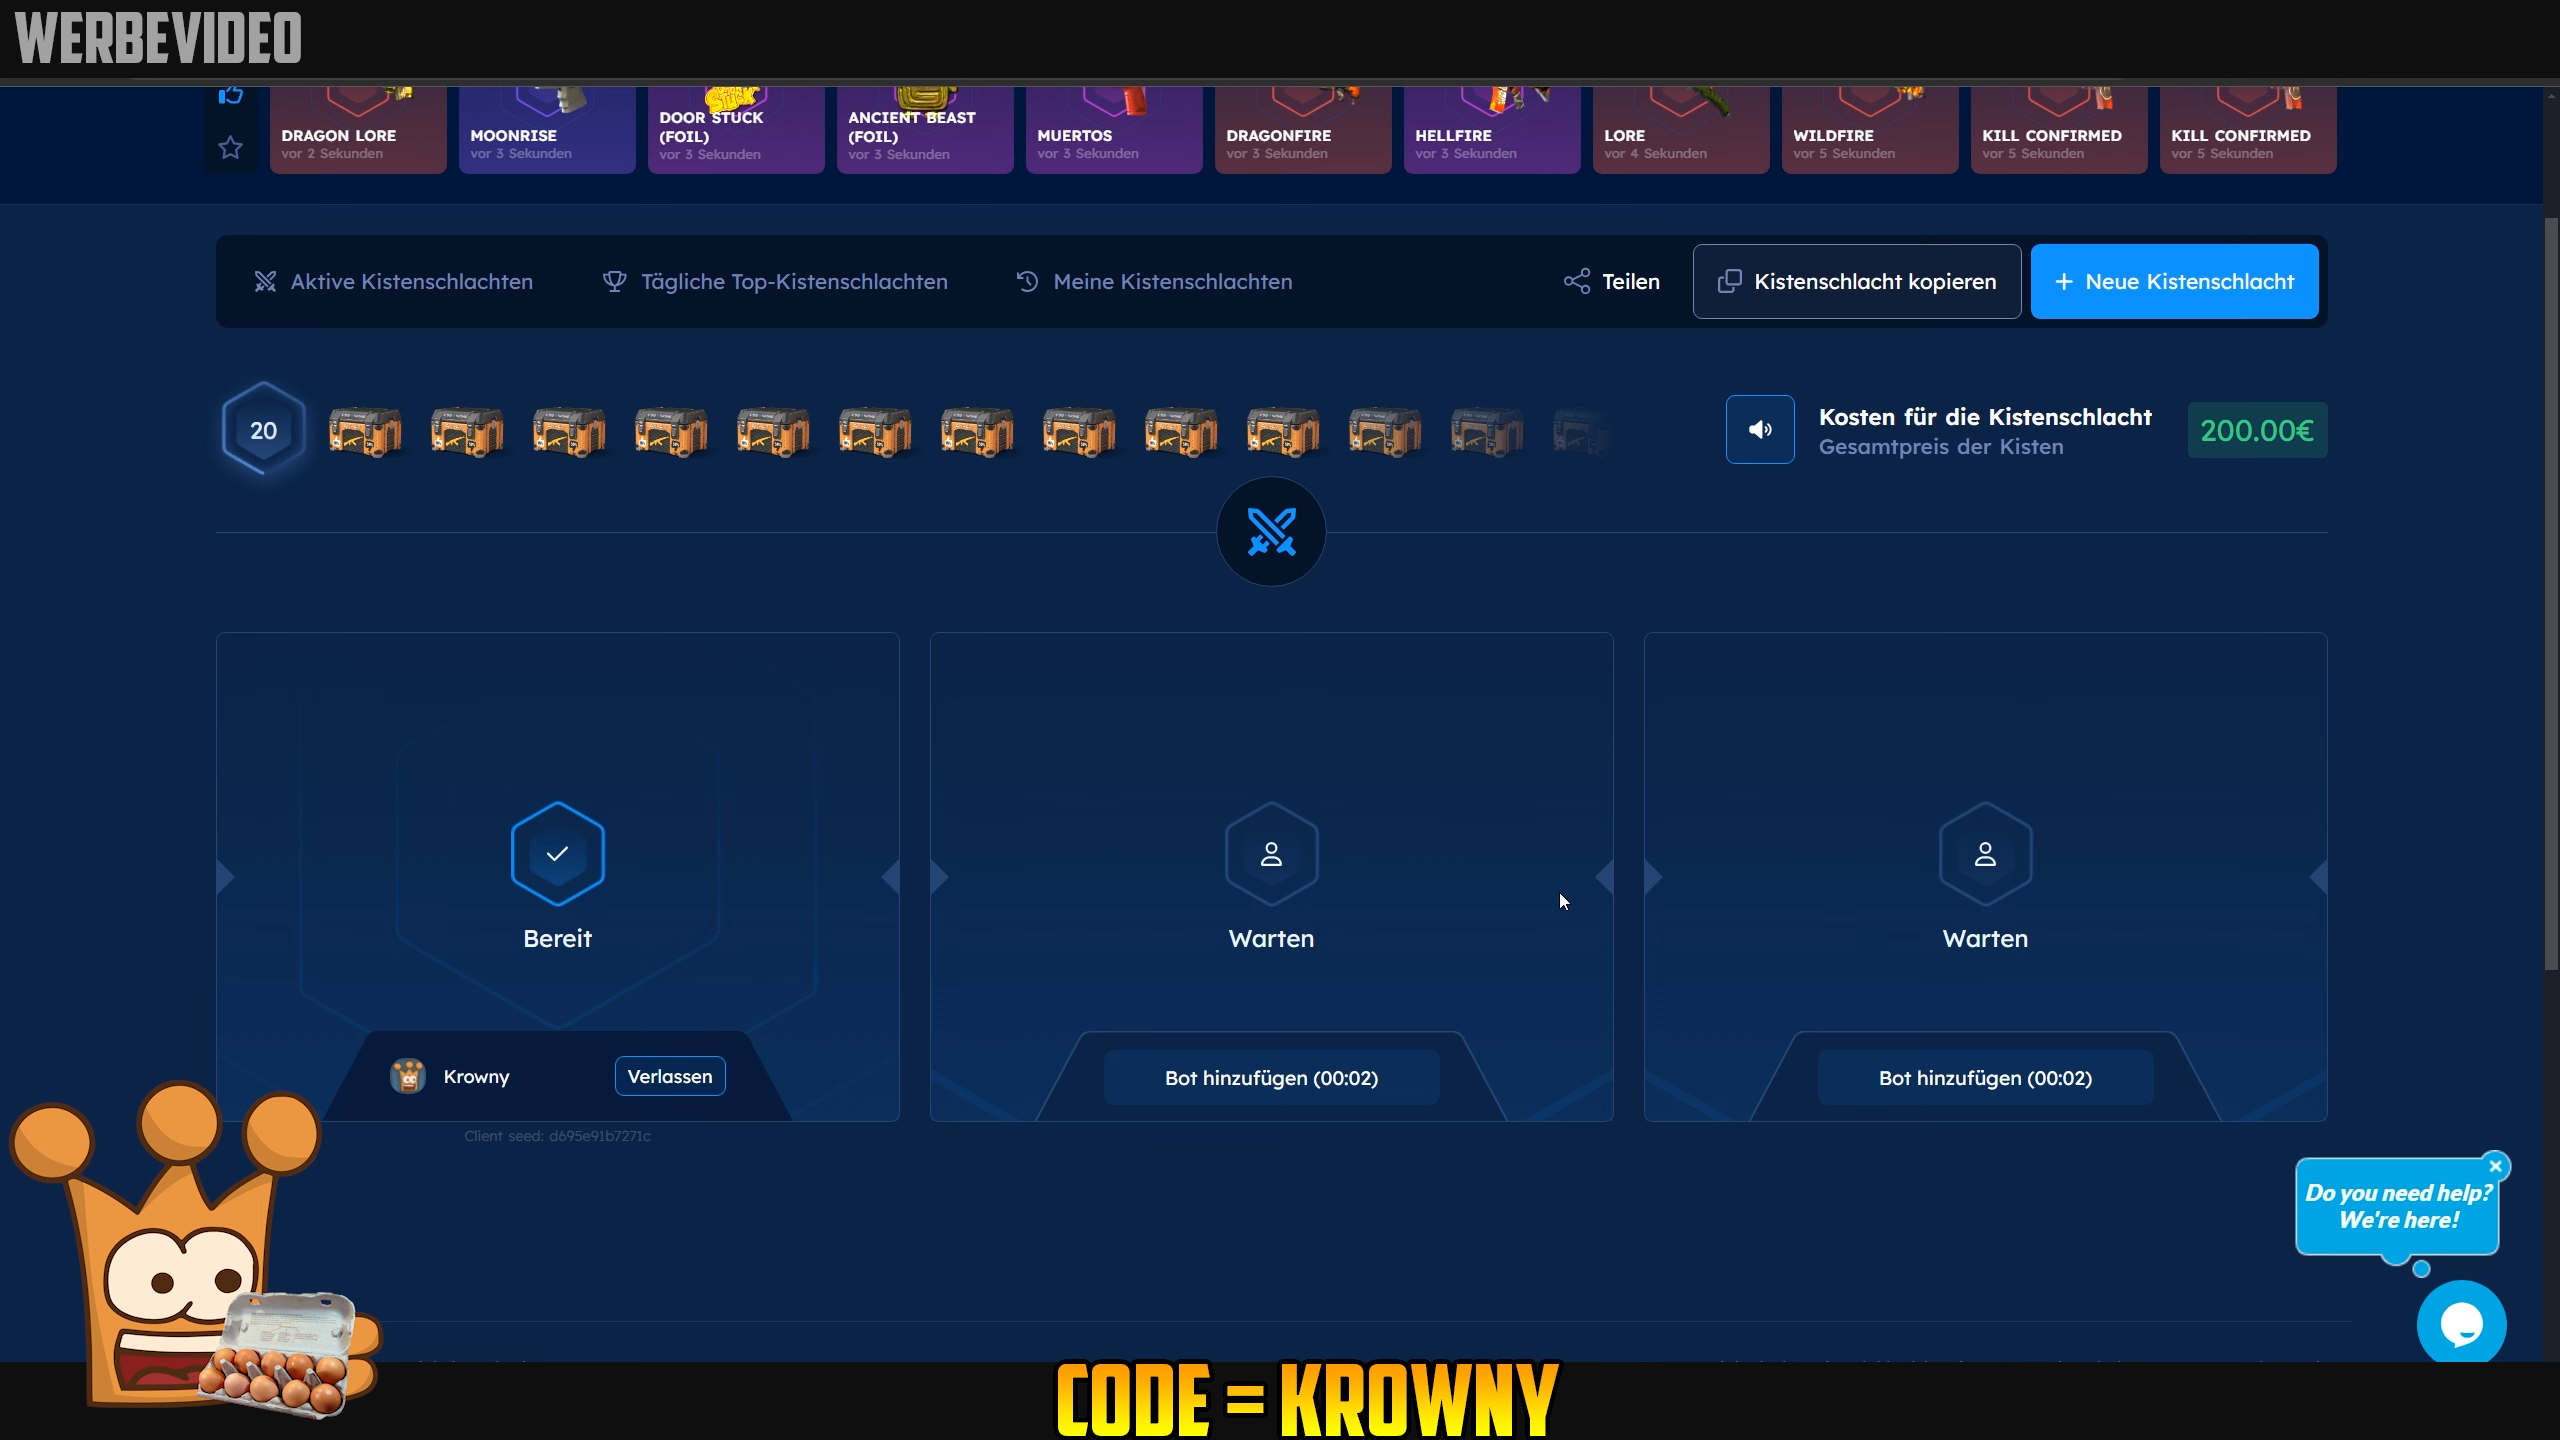 WERBEVIDEO
DRAGON LORE
vor 2 Sekunden
MOONRISE
vor 3 Sekunden
DOOR STUCK
(FOIL)
vor 3 Sekunden
ANCIENT BEAST
(FOIL)
vor 3 Sekunden
MUERTOS
vor 3 Sekunden
DRAGONFIRE
vor 3 Sekunden
HELLFIRE
vor 3 Sekunden
LORE
vor 4 Sekunden
WILDFIRE
vor 5 Sekunden
KILL CONFIRMED
vor 5 Sekunden
KILL CONFIRMED
vor 5 Sekunden
Aktive Kistenschlachten
Tägliche Top-Kistenschlachten
Meine Kistenschlachten
Teilen
Kistenschlacht kopieren
+ Neue Kistenschlacht
20
Kosten für die Kistenschlacht
Gesamtpreis der Kisten
200.00€
Bereit
Warten
Warten
Krowny
Verlassen
Bot hinzufügen (00:02)
Bot hinzufügen (00:02)
Client seed: d695e91b7271c
Do you need help?
We're here!
CODE = KROWNY